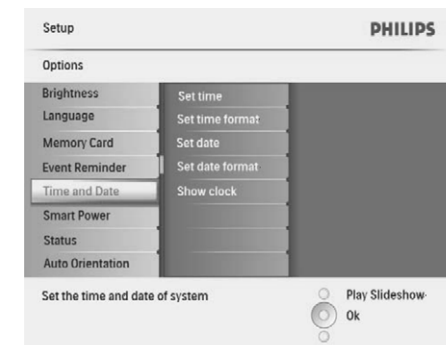 Setup PHILIPS
Options
Brightness
Language
Memory Card
Event Reminder
Time and Date
Smart Power
Status
Auto Orientation
Set time
Set time format
Set date
Set date format
Show clock
Set the time and date of system
Play Slideshow
Ok